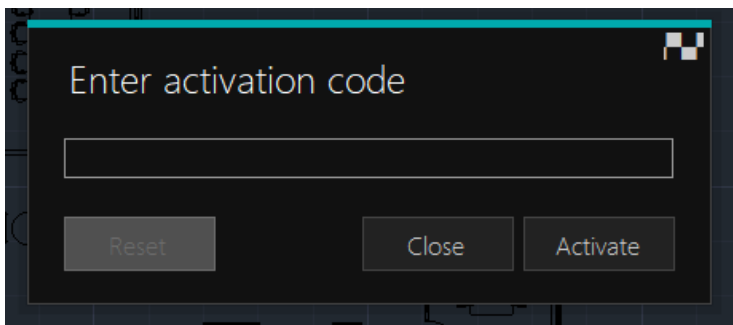 Enter activation code
Reset
Close
Activate